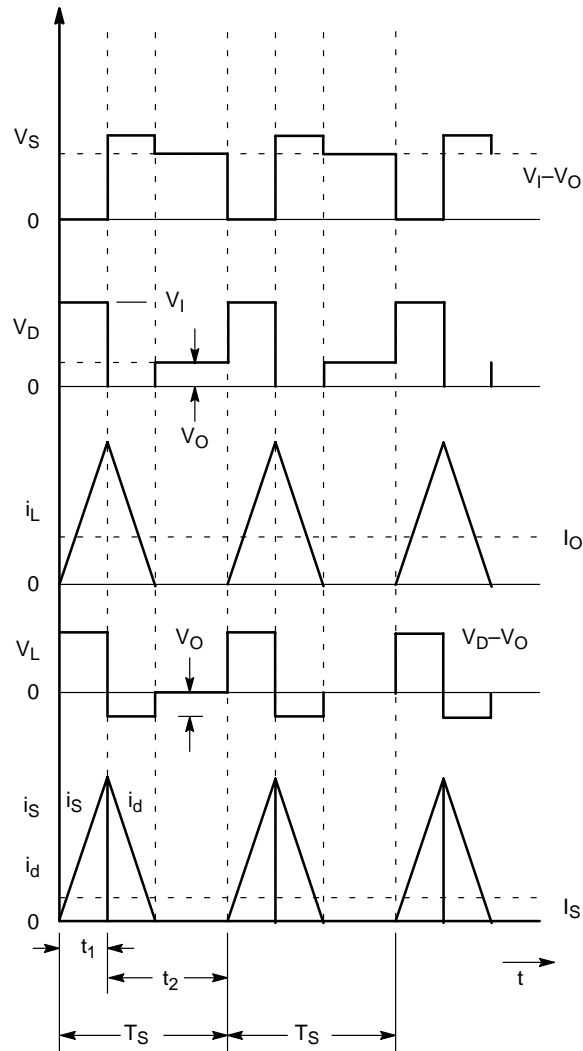 V_S
V_I–V_O
0
V_I
V_D
0
V_O
i_L
I_O
0
V_O
V_D–V_O
V_L
0
i_S
i_S
i_d
i_d
I_S
0
t_1
t_2
t
T_S
T_S